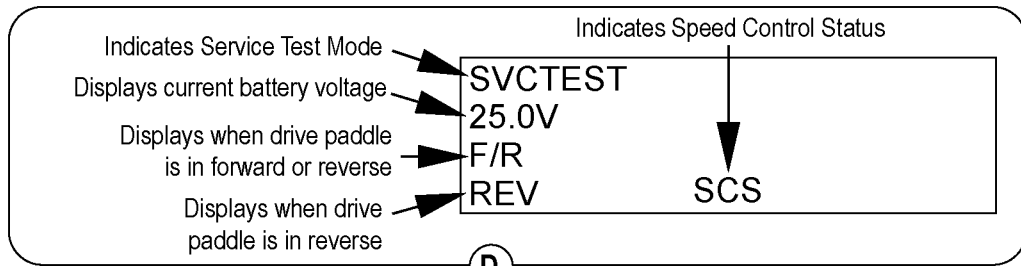 Indicates Service Test Mode
Displays current battery voltage
Displays when drive paddle
is in forward or reverse
Displays when drive
paddle is in reverse
Indicates Speed Control Status
SVCTEST
25.0V
F/R
REV SCS
D